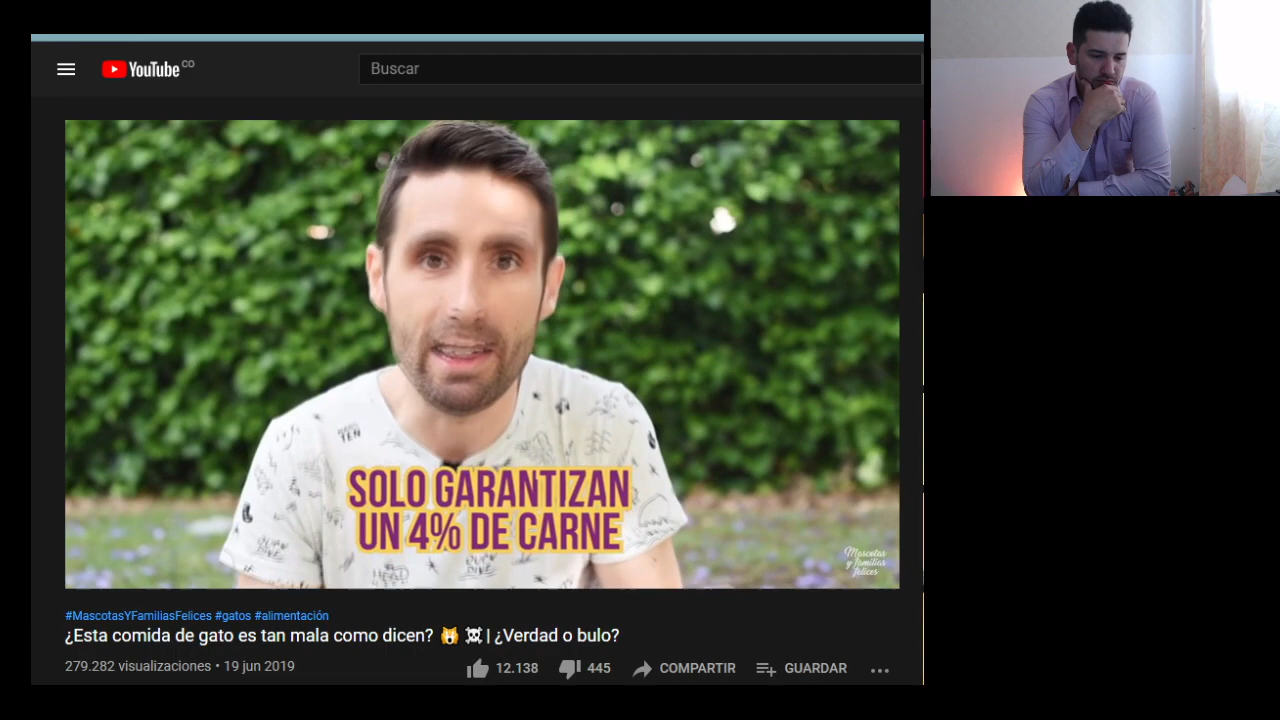 YouTube CO
Buscar
SOLO GARANTIZAN
UN 4% DE CARNE
Mascotas
y familias
felices
#MascotasYFamiliasFelices #gatos #alimentación
¿Esta comida de gato es tan mala como dicen? 🙀 ☠ | ¿Verdad o bulo?
279.282 visualizaciones • 19 jun 2019
12.138
445
COMPARTIR
GUARDAR